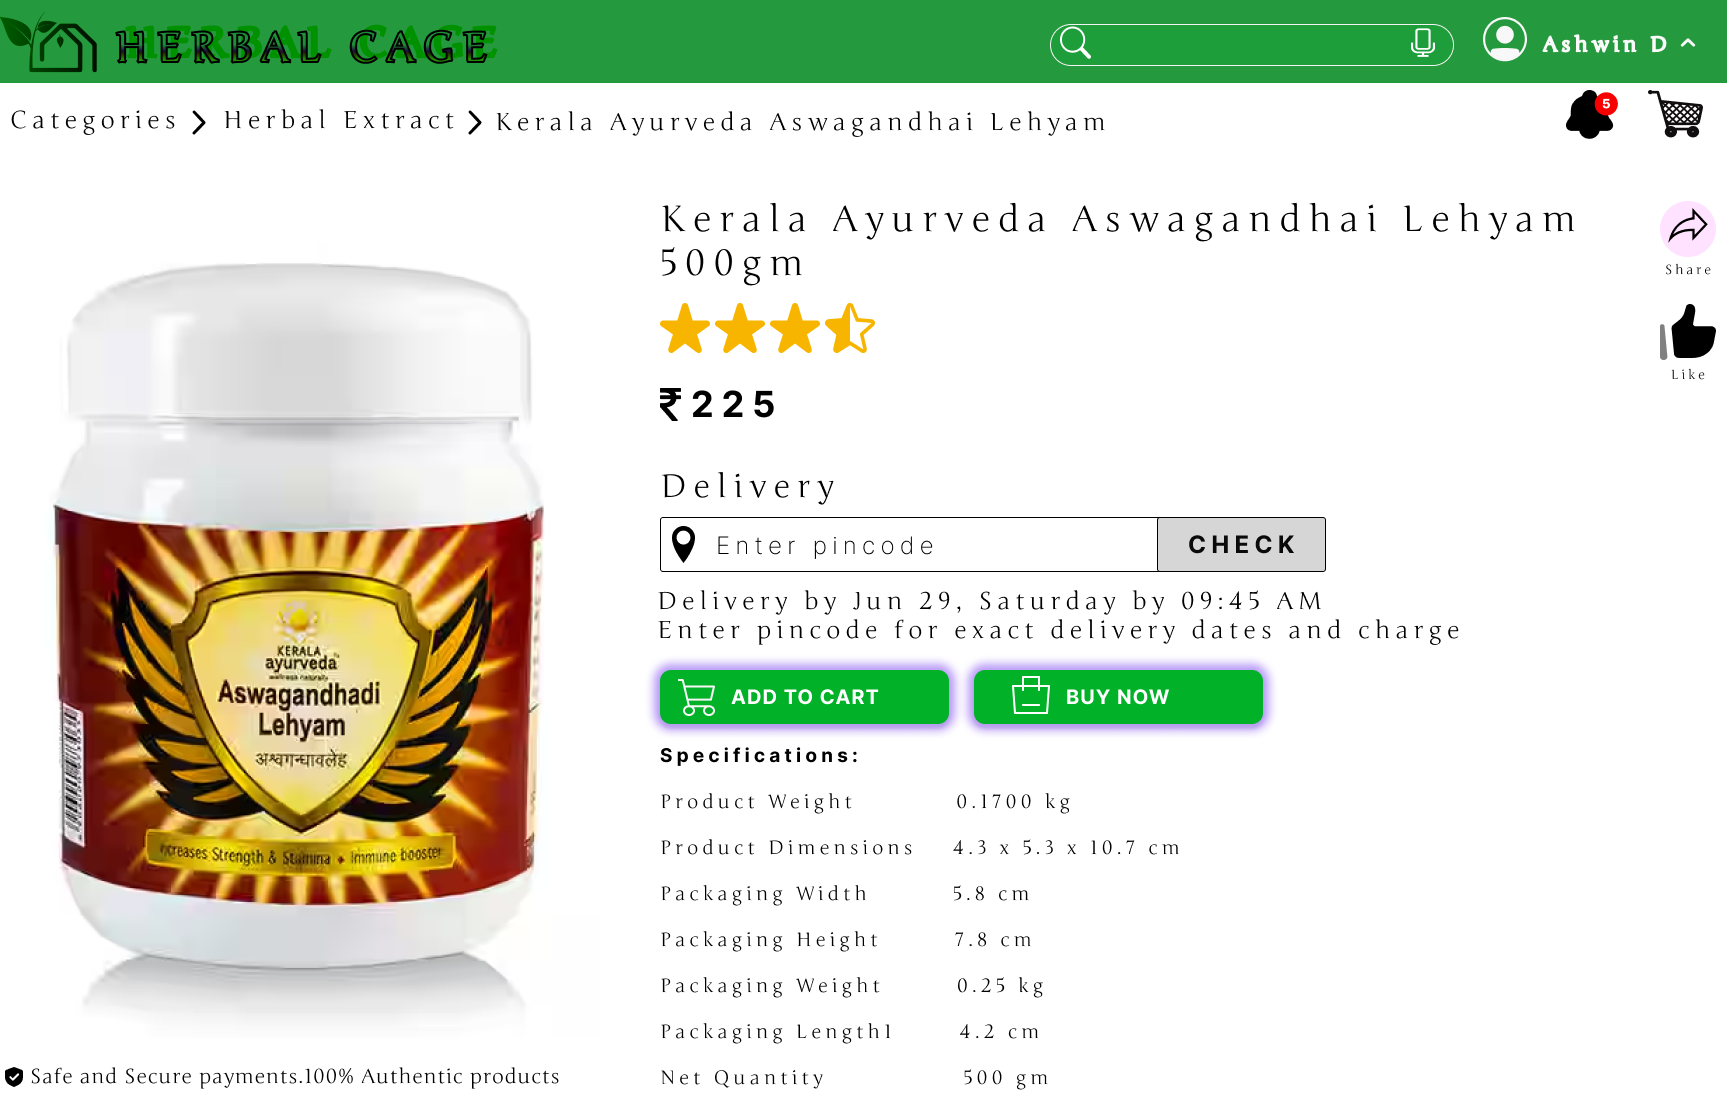 HERBAL CAGE
Ashwin D
Categories
Herbal Extract
Kerala Ayurveda Aswagandhai Lehyam
5
Kerala Ayurveda Aswagandhai Lehyam
500gm
Share
Like
₹225
Delivery
Enter pincode
CHECK
Delivery by Jun 29, Saturday by 09:45 AM
Enter pincode for exact delivery dates and charge
ADD TO CART
BUY NOW
KERALA
ayurveda™
wellness naturally
Aswagandhadi
Lehyam
अश्वगन्धावलेह
Increases Strength & Stamina • Immune booster
Specifications:
Product Weight 0.1700 kg
Product Dimensions 4.3 x 5.3 x 10.7 cm
Packaging Width 5.8 cm
Packaging Height 7.8 cm
Packaging Weight 0.25 kg
Packaging Length1 4.2 cm
Net Quantity 500 gm
Safe and Secure payments.100% Authentic products